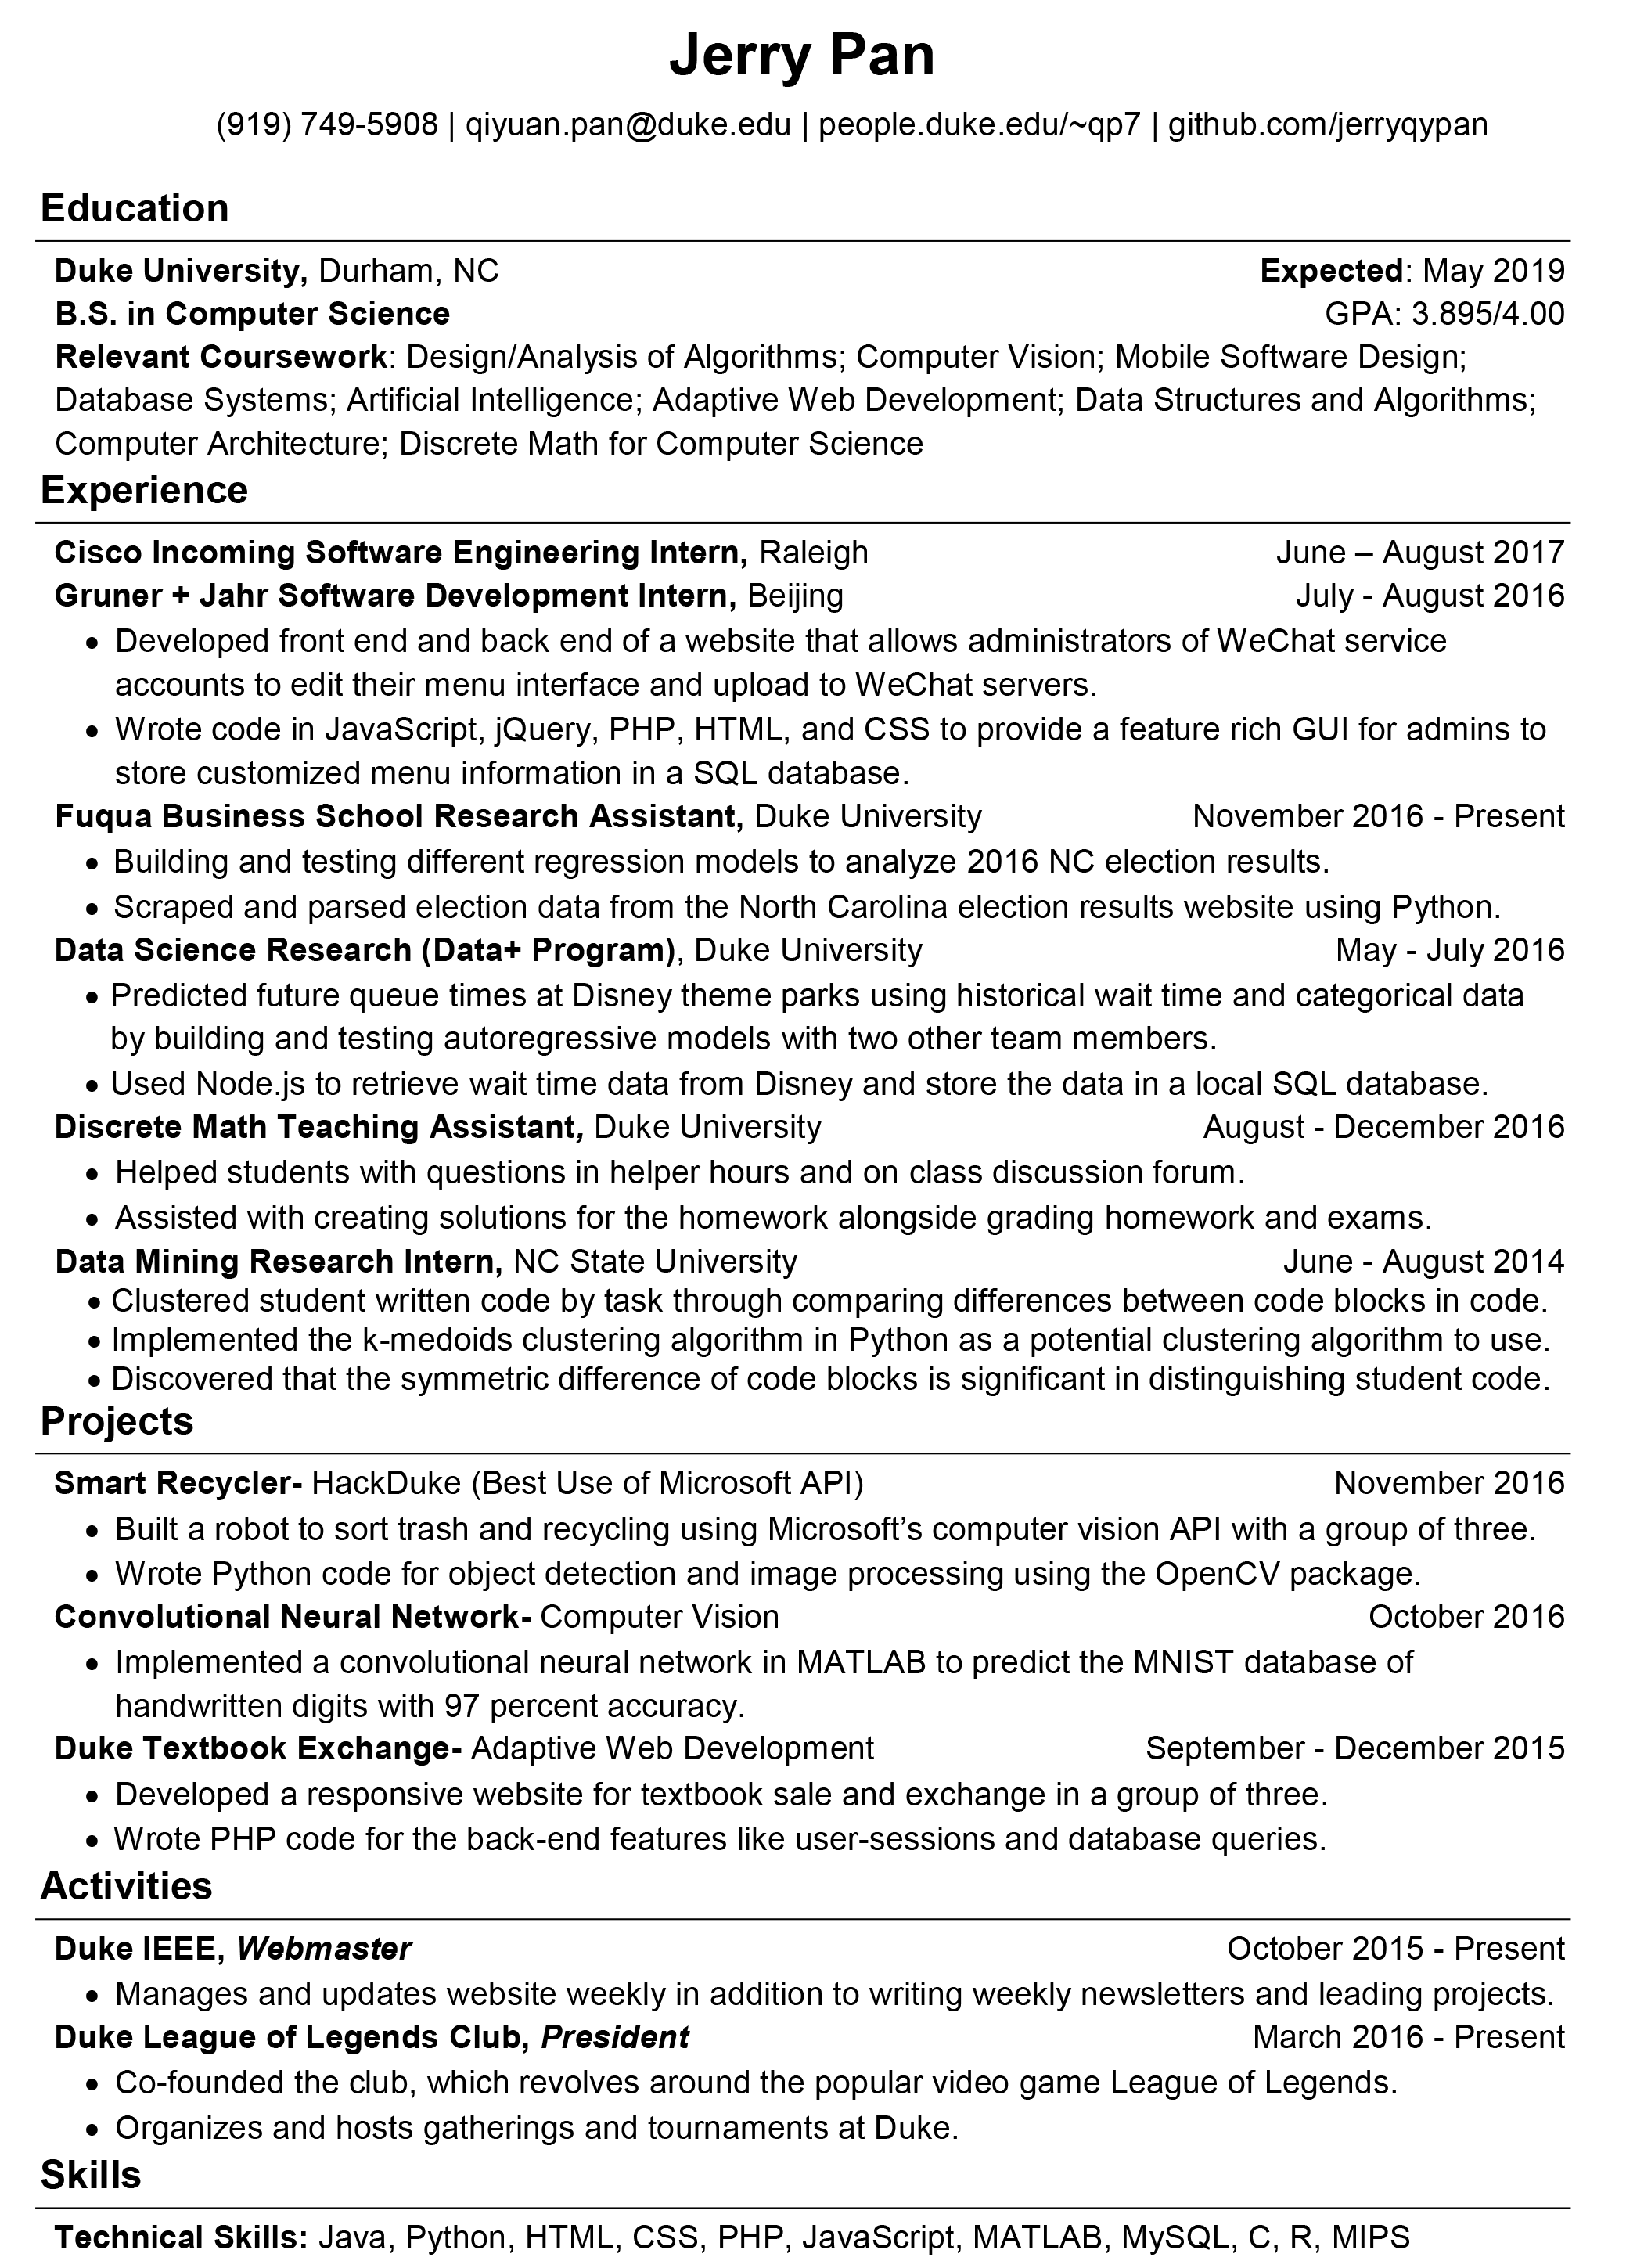 Jerry Pan
(919) 749-5908 | qiyuan.pan@duke.edu | people.duke.edu/~qp7 | github.com/jerryqypan
Education
Duke University, Durham, NC Expected: May 2019
B.S. in Computer Science GPA: 3.895/4.00
Relevant Coursework: Design/Analysis of Algorithms; Computer Vision; Mobile Software Design;
Database Systems; Artificial Intelligence; Adaptive Web Development; Data Structures and Algorithms;
Computer Architecture; Discrete Math for Computer Science
Experience
Cisco Incoming Software Engineering Intern, Raleigh June – August 2017
Gruner + Jahr Software Development Intern, Beijing July - August 2016
• Developed front end and back end of a website that allows administrators of WeChat service
accounts to edit their menu interface and upload to WeChat servers.
• Wrote code in JavaScript, jQuery, PHP, HTML, and CSS to provide a feature rich GUI for admins to
store customized menu information in a SQL database.
Fuqua Business School Research Assistant, Duke University November 2016 - Present
• Building and testing different regression models to analyze 2016 NC election results.
• Scraped and parsed election data from the North Carolina election results website using Python.
Data Science Research (Data+ Program), Duke University May - July 2016
• Predicted future queue times at Disney theme parks using historical wait time and categorical data
by building and testing autoregressive models with two other team members.
• Used Node.js to retrieve wait time data from Disney and store the data in a local SQL database.
Discrete Math Teaching Assistant, Duke University August - December 2016
• Helped students with questions in helper hours and on class discussion forum.
• Assisted with creating solutions for the homework alongside grading homework and exams.
Data Mining Research Intern, NC State University June - August 2014
• Clustered student written code by task through comparing differences between code blocks in code.
• Implemented the k-medoids clustering algorithm in Python as a potential clustering algorithm to use.
• Discovered that the symmetric difference of code blocks is significant in distinguishing student code.
Projects
Smart Recycler- HackDuke (Best Use of Microsoft API) November 2016
• Built a robot to sort trash and recycling using Microsoft’s computer vision API with a group of three.
• Wrote Python code for object detection and image processing using the OpenCV package.
Convolutional Neural Network- Computer Vision October 2016
• Implemented a convolutional neural network in MATLAB to predict the MNIST database of
handwritten digits with 97 percent accuracy.
Duke Textbook Exchange- Adaptive Web Development September - December 2015
• Developed a responsive website for textbook sale and exchange in a group of three.
• Wrote PHP code for the back-end features like user-sessions and database queries.
Activities
Duke IEEE, Webmaster October 2015 - Present
• Manages and updates website weekly in addition to writing weekly newsletters and leading projects.
Duke League of Legends Club, President March 2016 - Present
• Co-founded the club, which revolves around the popular video game League of Legends.
• Organizes and hosts gatherings and tournaments at Duke.
Skills
Technical Skills: Java, Python, HTML, CSS, PHP, JavaScript, MATLAB, MySQL, C, R, MIPS